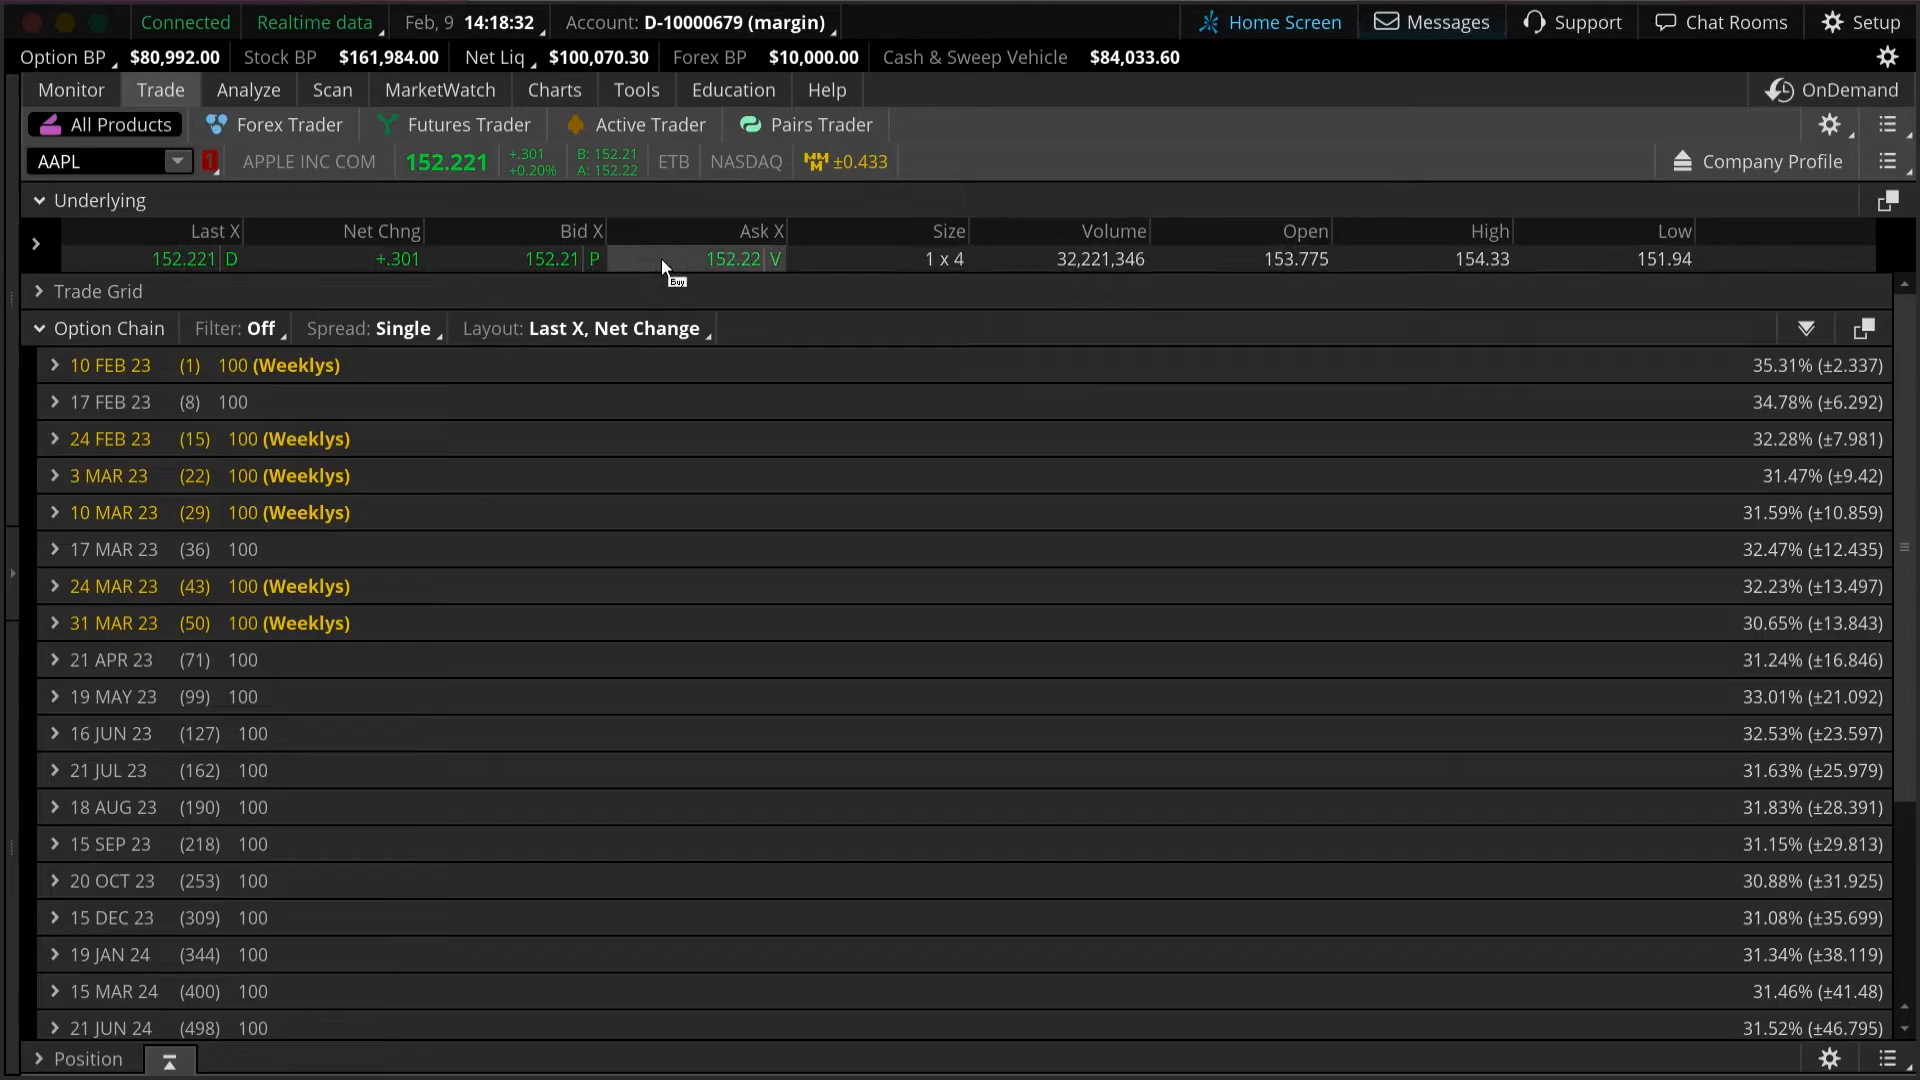 Connected Realtime data Feb, 9 14:18:32 Account: D-10000679 (margin) Home Screen Messages Support Chat Rooms Setup
Option BP $80,992.00 Stock BP $161,984.00 Net Liq $100,070.30 Forex BP $10,000.00 Cash & Sweep Vehicle $84,033.60
Monitor Trade Analyze Scan MarketWatch Charts Tools Education Help OnDemand
All Products Forex Trader Futures Trader Active Trader Pairs Trader
AAPL 1 APPLE INC COM 152.221 +.301 +0.20% B: 152.21 A: 152.22 ETB NASDAQ MMM ±0.433 Company Profile
Underlying
Last X Net Chng Bid X Ask X Size Volume Open High Low
152.221 D +.301 152.21 P 152.22 V 1 x 4 32,221,346 153.775 154.33 151.94
Buy
Trade Grid
Option Chain Filter: Off Spread: Single Layout: Last X, Net Change
10 FEB 23 (1) 100 (Weeklys) 35.31% (±2.337)
17 FEB 23 (8) 100 34.78% (±6.292)
24 FEB 23 (15) 100 (Weeklys) 32.28% (±7.981)
3 MAR 23 (22) 100 (Weeklys) 31.47% (±9.42)
10 MAR 23 (29) 100 (Weeklys) 31.59% (±10.859)
17 MAR 23 (36) 100 32.47% (±12.435)
24 MAR 23 (43) 100 (Weeklys) 32.23% (±13.497)
31 MAR 23 (50) 100 (Weeklys) 30.65% (±13.843)
21 APR 23 (71) 100 31.24% (±16.846)
19 MAY 23 (99) 100 33.01% (±21.092)
16 JUN 23 (127) 100 32.53% (±23.597)
21 JUL 23 (162) 100 31.63% (±25.979)
18 AUG 23 (190) 100 31.83% (±28.391)
15 SEP 23 (218) 100 31.15% (±29.813)
20 OCT 23 (253) 100 30.88% (±31.925)
15 DEC 23 (309) 100 31.08% (±35.699)
19 JAN 24 (344) 100 31.34% (±38.119)
15 MAR 24 (400) 100 31.46% (±41.48)
21 JUN 24 (498) 100 31.52% (±46.795)
Position